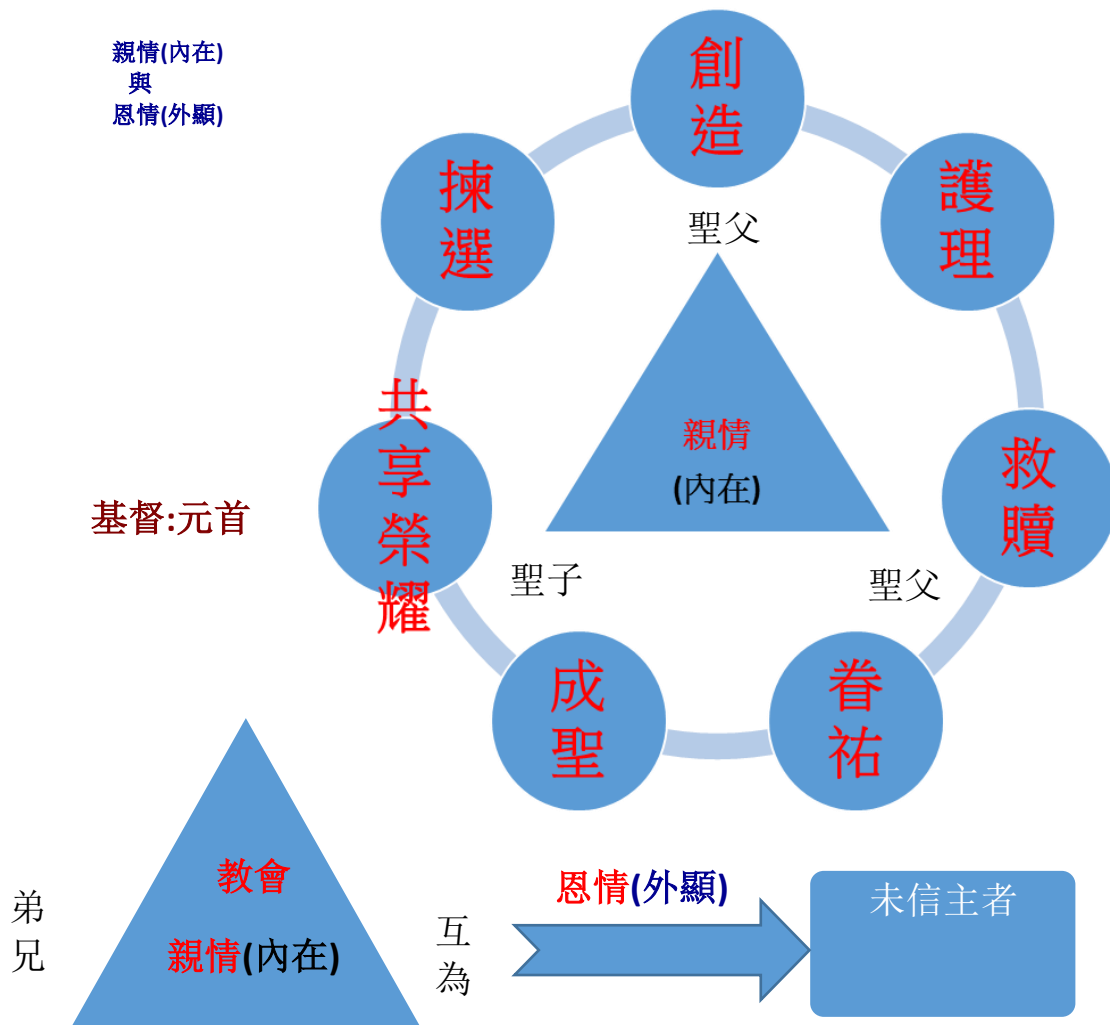 親情(內在)
與
恩情(外顯)
創造
揀選
護理
聖父
共享榮耀
親情
(內在)
救贖
基督:元首
聖子
聖父
成聖
眷祐
教會
親情(內在)
弟兄
互為
恩情(外顯)
未信主者